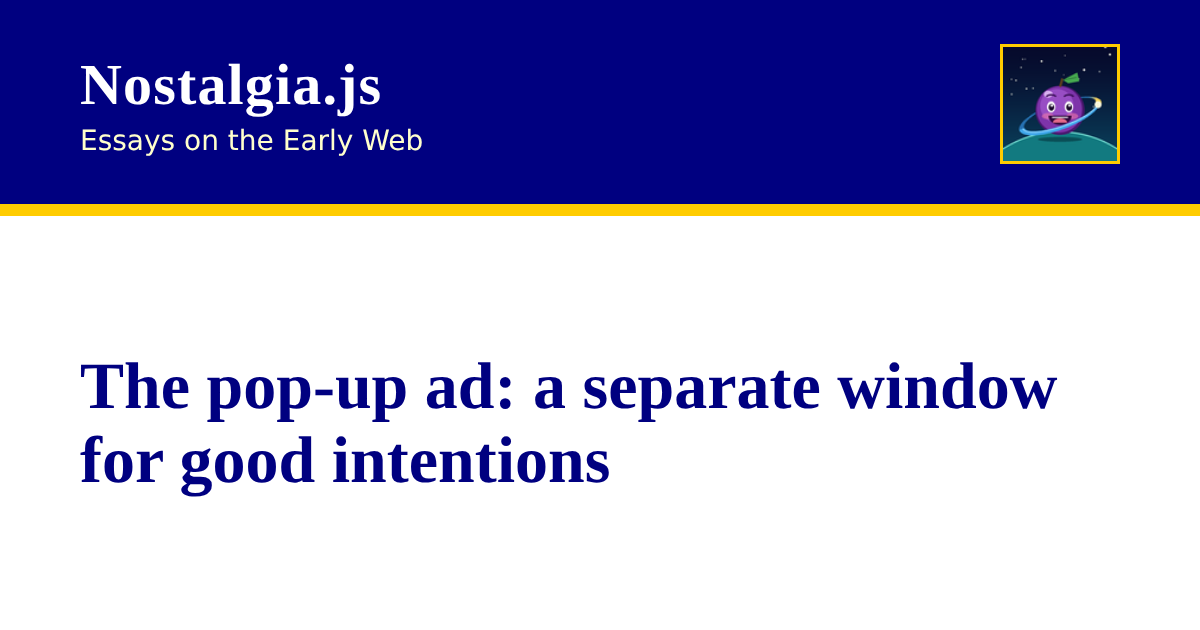 Nostalgia.js
Essays on the Early Web
The pop-up ad: a separate window
for good intentions